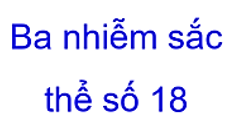 Ba nhiễm sắc
thể số 18